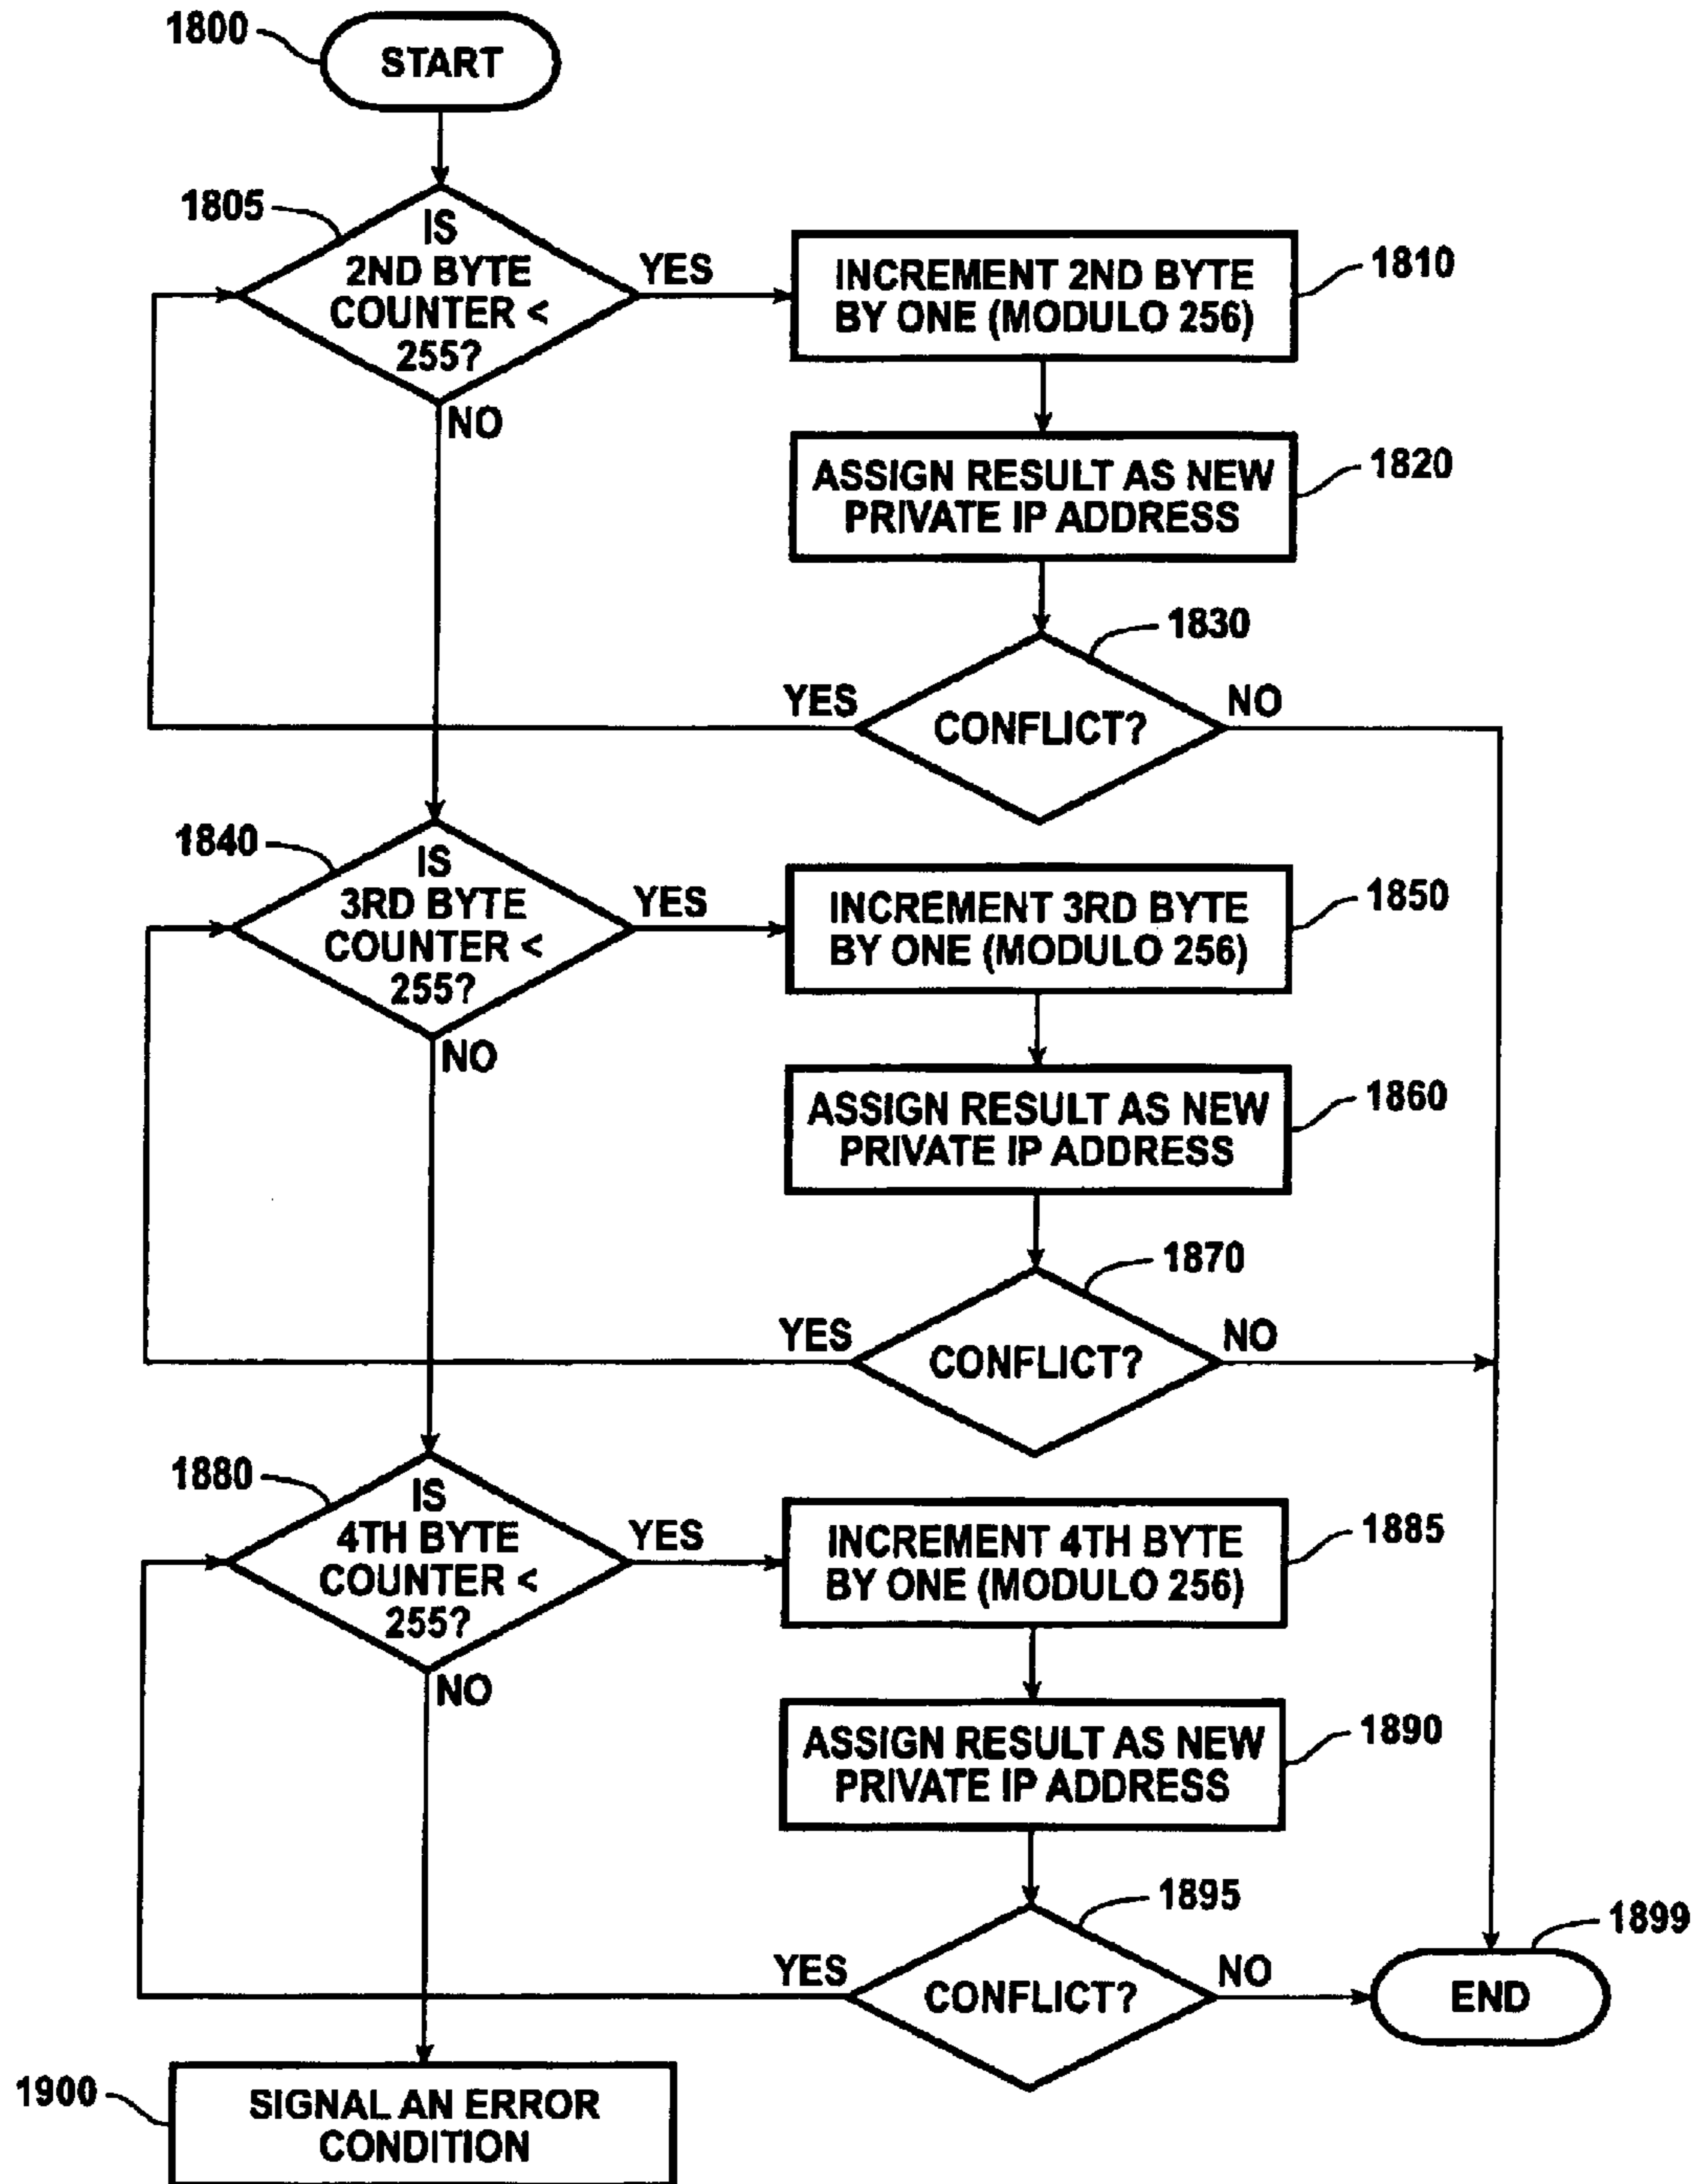 1800
START
1805
IS
2ND BYTE
COUNTER <
255?
YES
NO
INCREMENT 2ND BYTE
BY ONE (MODULO 256)
1810
ASSIGN RESULT AS NEW
PRIVATE IP ADDRESS
1820
1830
YES
CONFLICT?
NO
1840
IS
3RD BYTE
COUNTER <
255?
YES
NO
INCREMENT 3RD BYTE
BY ONE (MODULO 256)
1850
ASSIGN RESULT AS NEW
PRIVATE IP ADDRESS
1860
1870
YES
CONFLICT?
NO
1880
IS
4TH BYTE
COUNTER <
255?
YES
NO
INCREMENT 4TH BYTE
BY ONE (MODULO 256)
1885
ASSIGN RESULT AS NEW
PRIVATE IP ADDRESS
1890
1895
YES
CONFLICT?
NO
1899
END
1900
SIGNAL AN ERROR
CONDITION